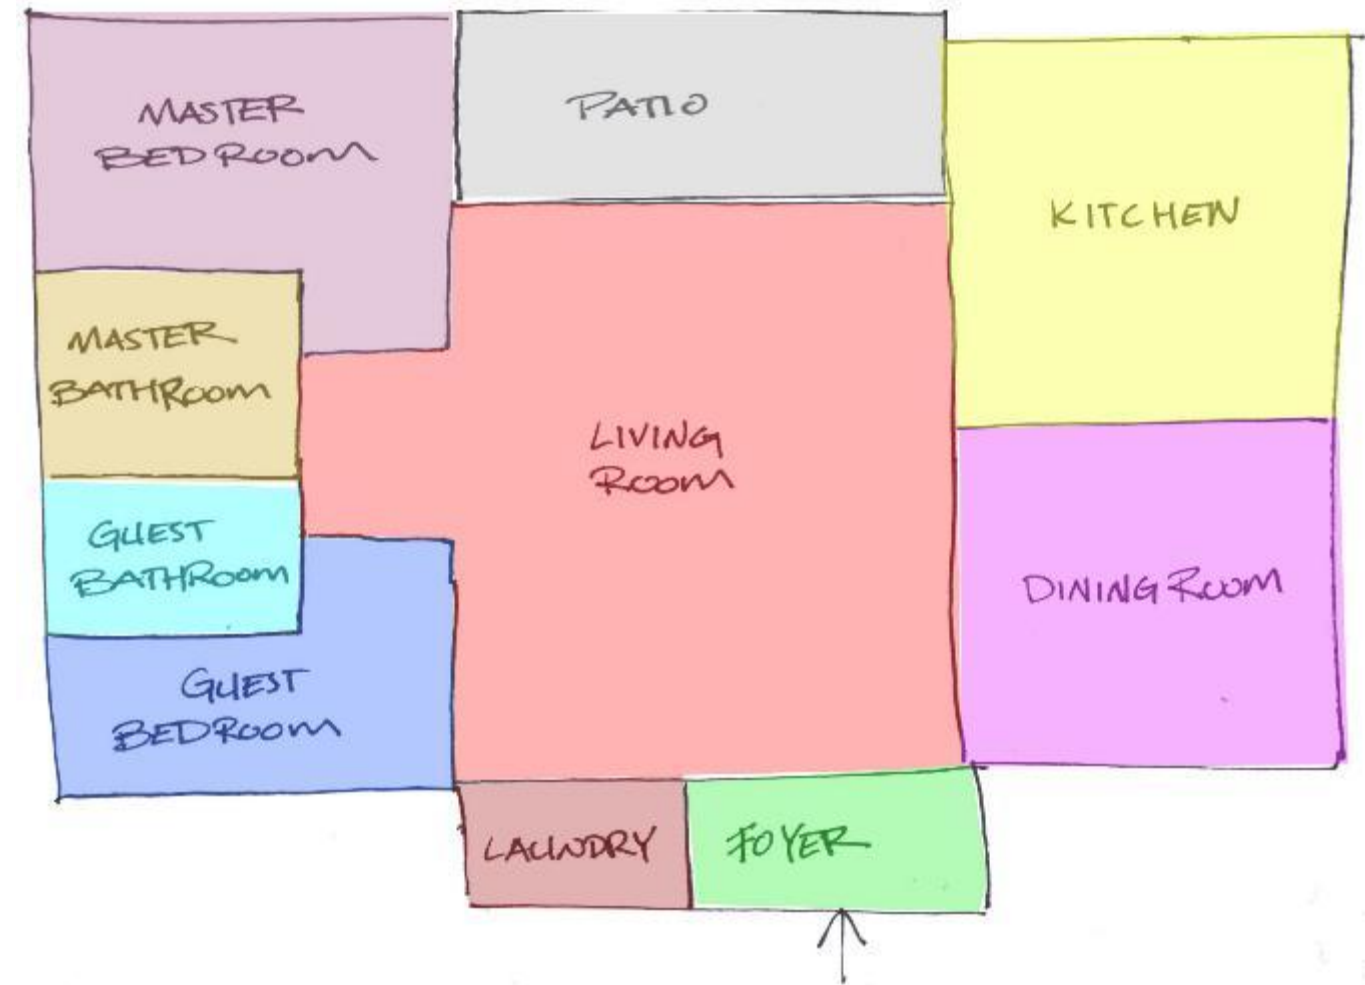 MASTER
BEDROOM
PATIO
KITCHEN
MASTER
BATHROOM
LIVING
ROOM
GUEST
BATHROOM
DINING ROOM
GUEST
BEDROOM
LAUNDRY
FOYER